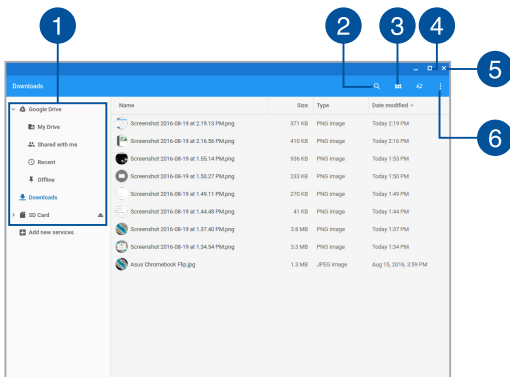 1 2 3 4
5
Downloads
6
Google Drive Name Size Type Date modified
My Drive Screenshot 2016-08-19 at 2.19.13 PM.png 371 KB PNG image Today 2:19 PM
Shared with me Screenshot 2016-08-19 at 2.16.56 PM.png 410 KB PNG image Today 2:16 PM
Recent Screenshot 2016-08-19 at 1.55.14 PM.png 936 KB PNG image Today 1:55 PM
Offline Screenshot 2016-08-19 at 1.50.27 PM.png 233 KB PNG image Today 1:50 PM
Downloads Screenshot 2016-08-19 at 1.49.11 PM.png 270 KB PNG image Today 1:49 PM
SD Card Screenshot 2016-08-19 at 1.44.48 PM.png 41 KB PNG image Today 1:44 PM
Add new services Screenshot 2016-08-19 at 1.37.40 PM.png 3.8 MB PNG image Today 1:37 PM
Screenshot 2016-08-19 at 1.34.54 PM.png 3.3 MB PNG image Today 1:34 PM
Asus Chromebook Flip.jpg 1.3 MB JPEG image Aug 15, 2016, 3:59 PM